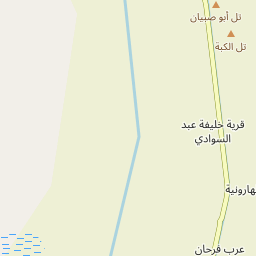 تل أبو صبيان
تل الكبة
قرية خليفة عبد
السوادي
هارونية
عرب فرحان